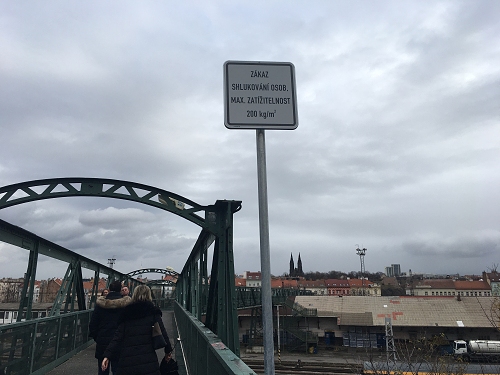 ZÁKAZ
SHLUKOVÁNÍ OSOB.
MAX. ZATÍŽITELNOST
200 kg/m²